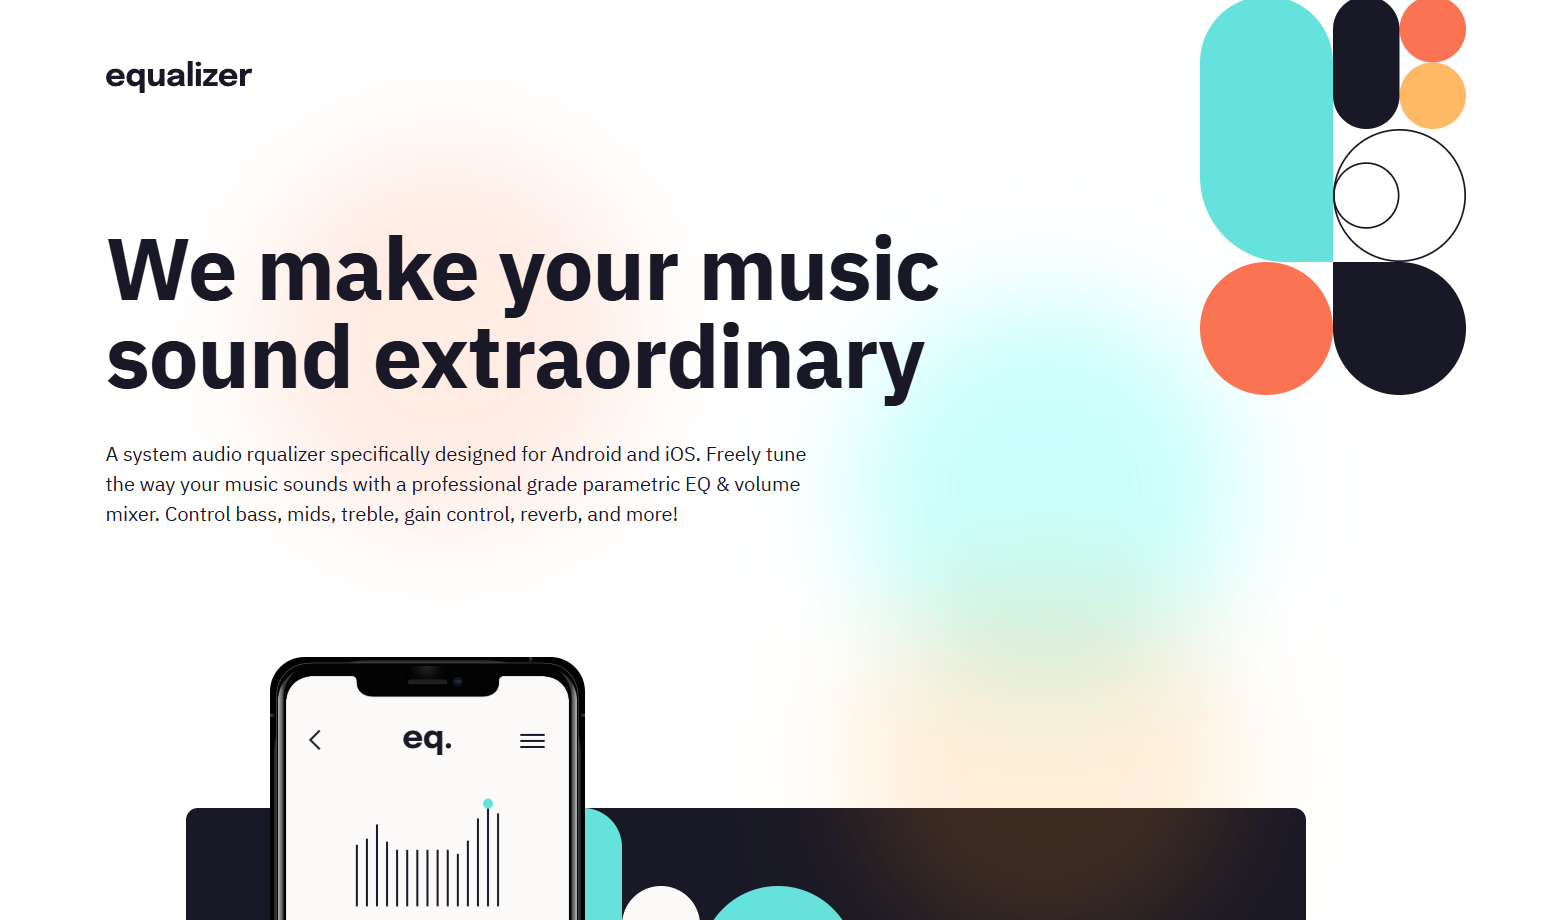 equalizer
We make your music
sound extraordinary
A system audio rqualizer specifically designed for Android and iOS. Freely tune
the way your music sounds with a professional grade parametric EQ & volume
mixer. Control bass, mids, treble, gain control, reverb, and more!
eq.